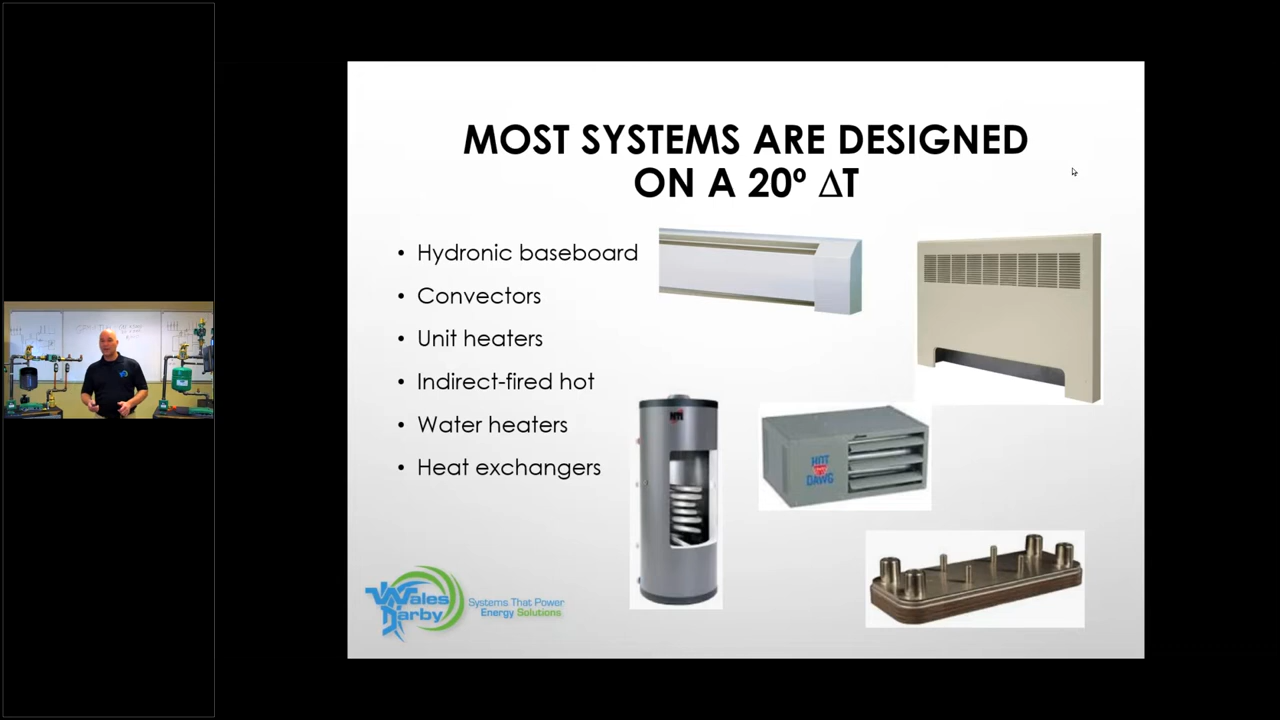 MOST SYSTEMS ARE DESIGNED
ON A 20º ΔT
• Hydronic baseboard
• Convectors
• Unit heaters
• Indirect-fired hot
• Water heaters
• Heat exchangers
NTI
HOT
DAWG
Wales
Darby
Systems That Power
Energy Solutions